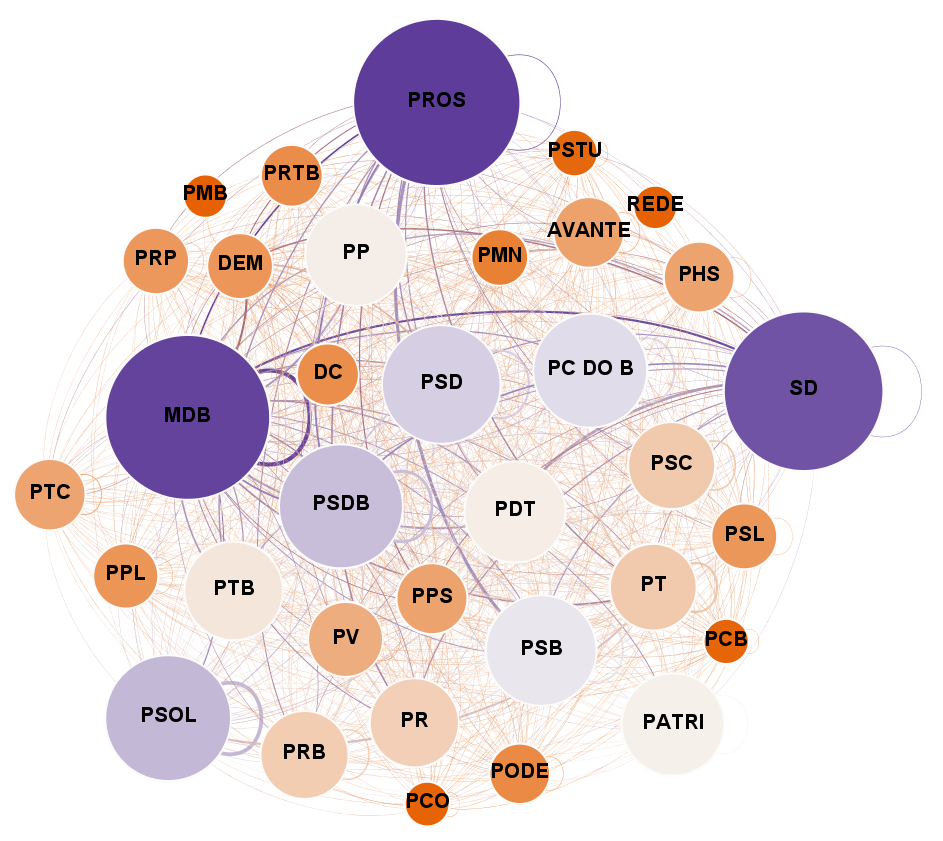 PROS
PSTU
PRTB
PMB
REDE
AVANTE
PP
PMN
PRP
DEM
PHS
PC DO B
DC
PSD
SD
MDB
PSC
PTC
PSDB
PDT
PSL
PPL
PT
PTB
PPS
PV
PCB
PSB
PSOL
PR
PATRI
PRB
PODE
PCO